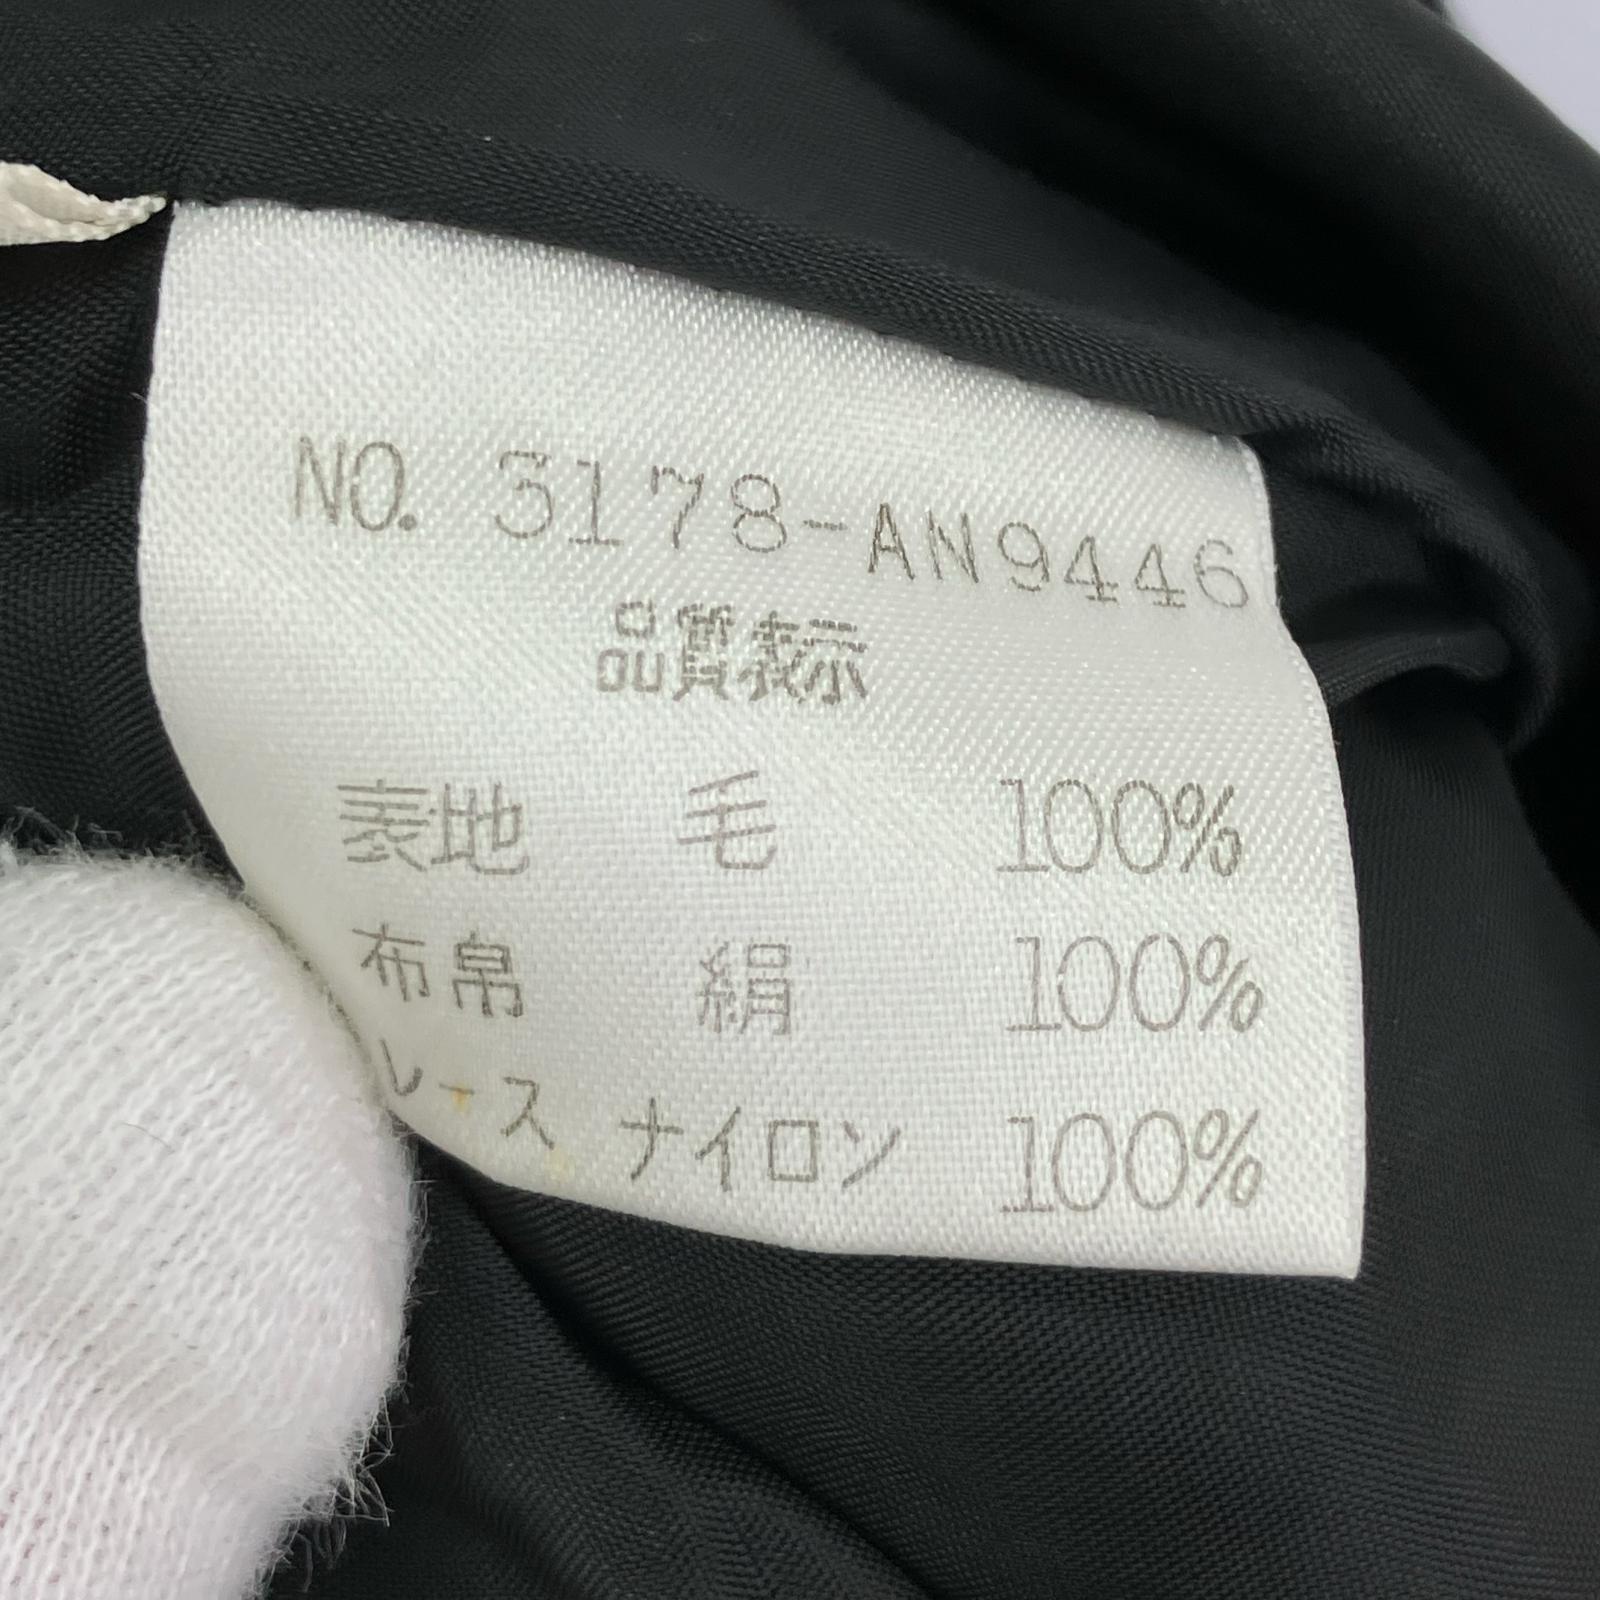 NO. 3178-AN9446
品質表示
表地 毛 100%
布帛 絹 100%
レース ナイロン 100%